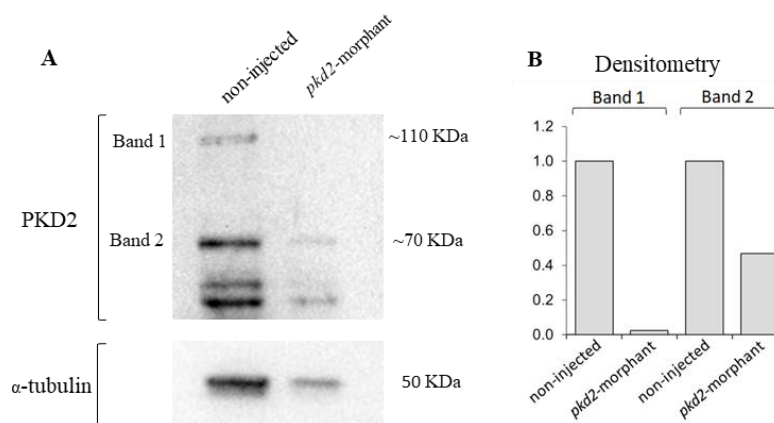 A
non-injected
pkd2-morphant
PKD2
Band 1
~110 KDa
Band 2
~70 KDa
α-tubulin
50 KDa
B
Densitometry
Band 1
Band 2
1.2
1.0
0.8
0.6
0.4
0.2
0.0
non-injected
pkd2-morphant
non-injected
pkd2-morphant